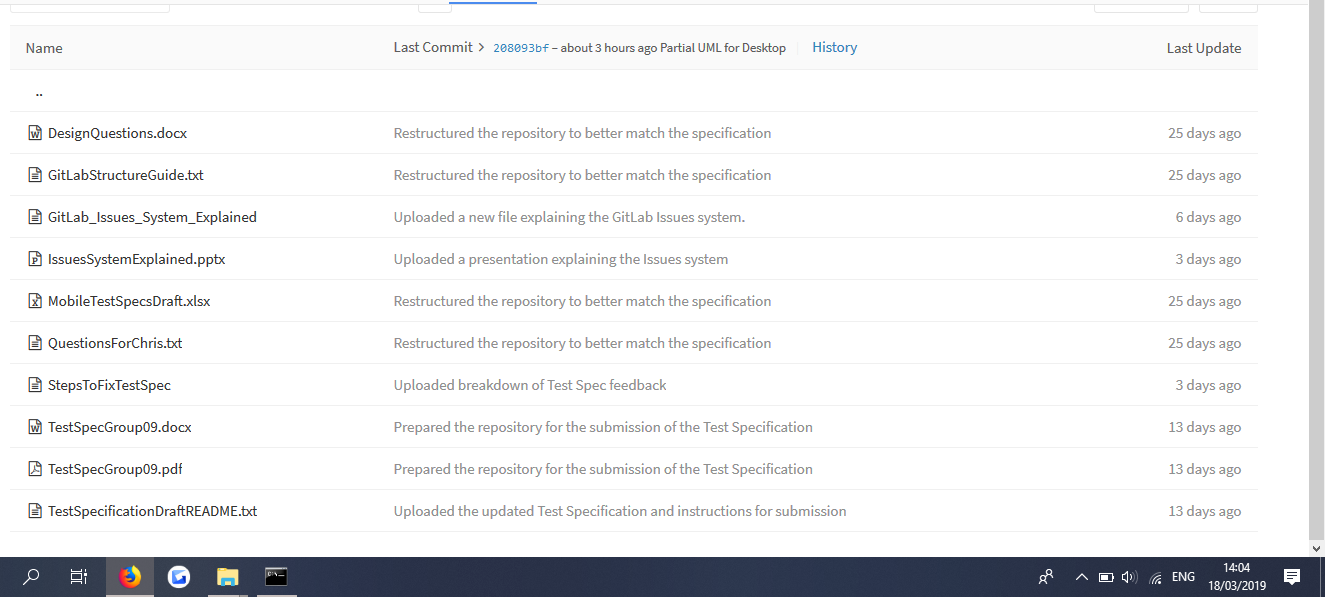 Name Last Commit > 208093bf – about 3 hours ago Partial UML for Desktop History Last Update
..
DesignQuestions.docx Restructured the repository to better match the specification 25 days ago
GitLabStructureGuide.txt Restructured the repository to better match the specification 25 days ago
GitLab_Issues_System_Explained Uploaded a new file explaining the GitLab Issues system. 6 days ago
IssuesSystemExplained.pptx Uploaded a presentation explaining the Issues system 3 days ago
MobileTestSpecsDraft.xlsx Restructured the repository to better match the specification 25 days ago
QuestionsForChris.txt Restructured the repository to better match the specification 25 days ago
StepsToFixTestSpec Uploaded breakdown of Test Spec feedback 3 days ago
TestSpecGroup09.docx Prepared the repository for the submission of the Test Specification 13 days ago
TestSpecGroup09.pdf Prepared the repository for the submission of the Test Specification 13 days ago
TestSpecificationDraftREADME.txt Uploaded the updated Test Specification and instructions for submission 13 days ago
ENG 14:04
18/03/2019